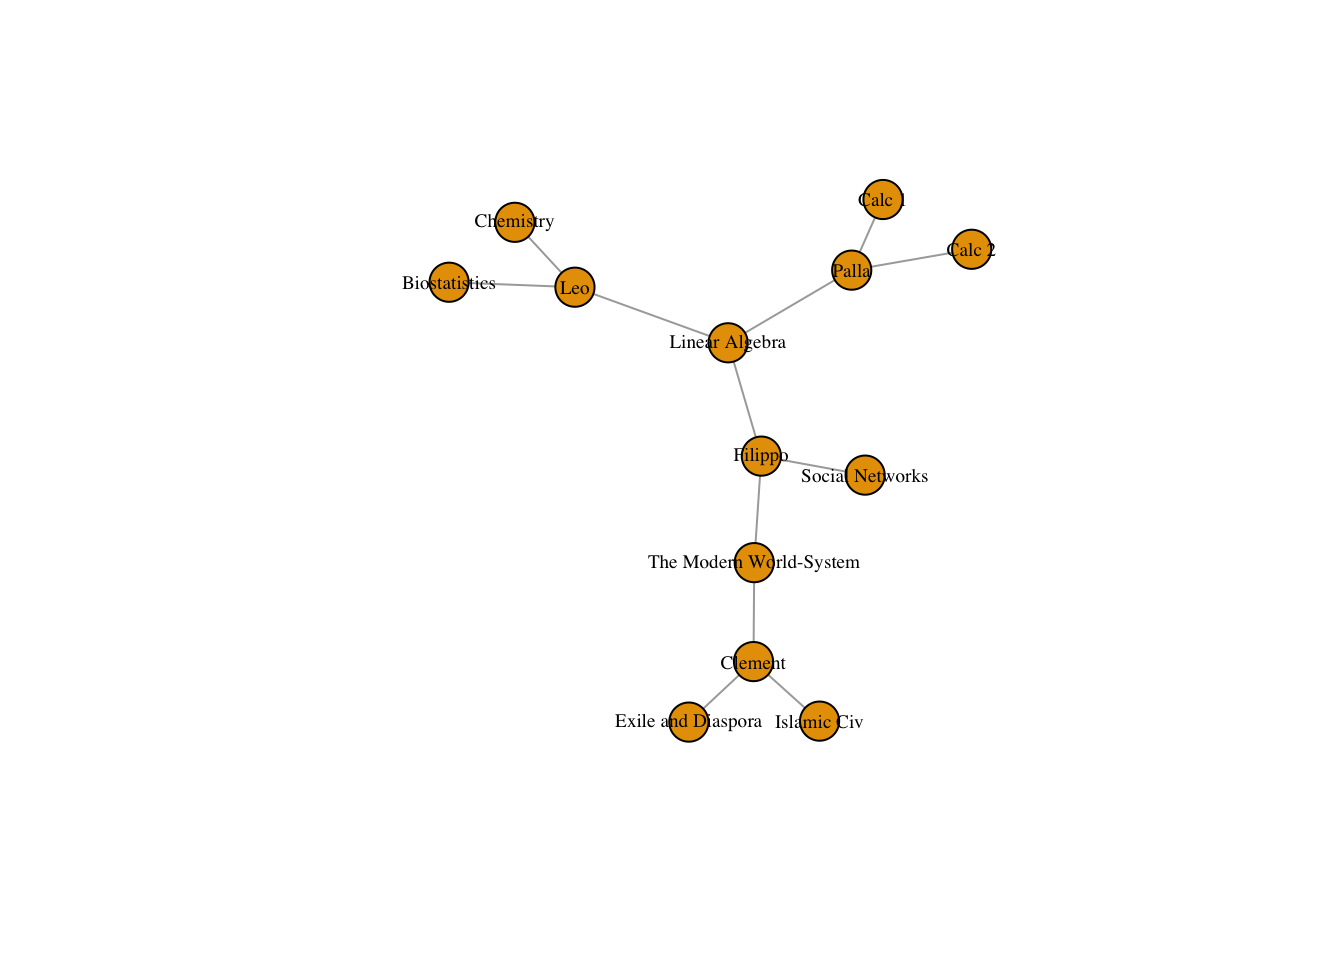 Calc 1
Chemistry
Calc 2
Palla
Biostatistics
Leo
Linear Algebra
Filippo
Social Networks
The Modern World-System
Clement
Exile and Diaspora
Islamic Civ